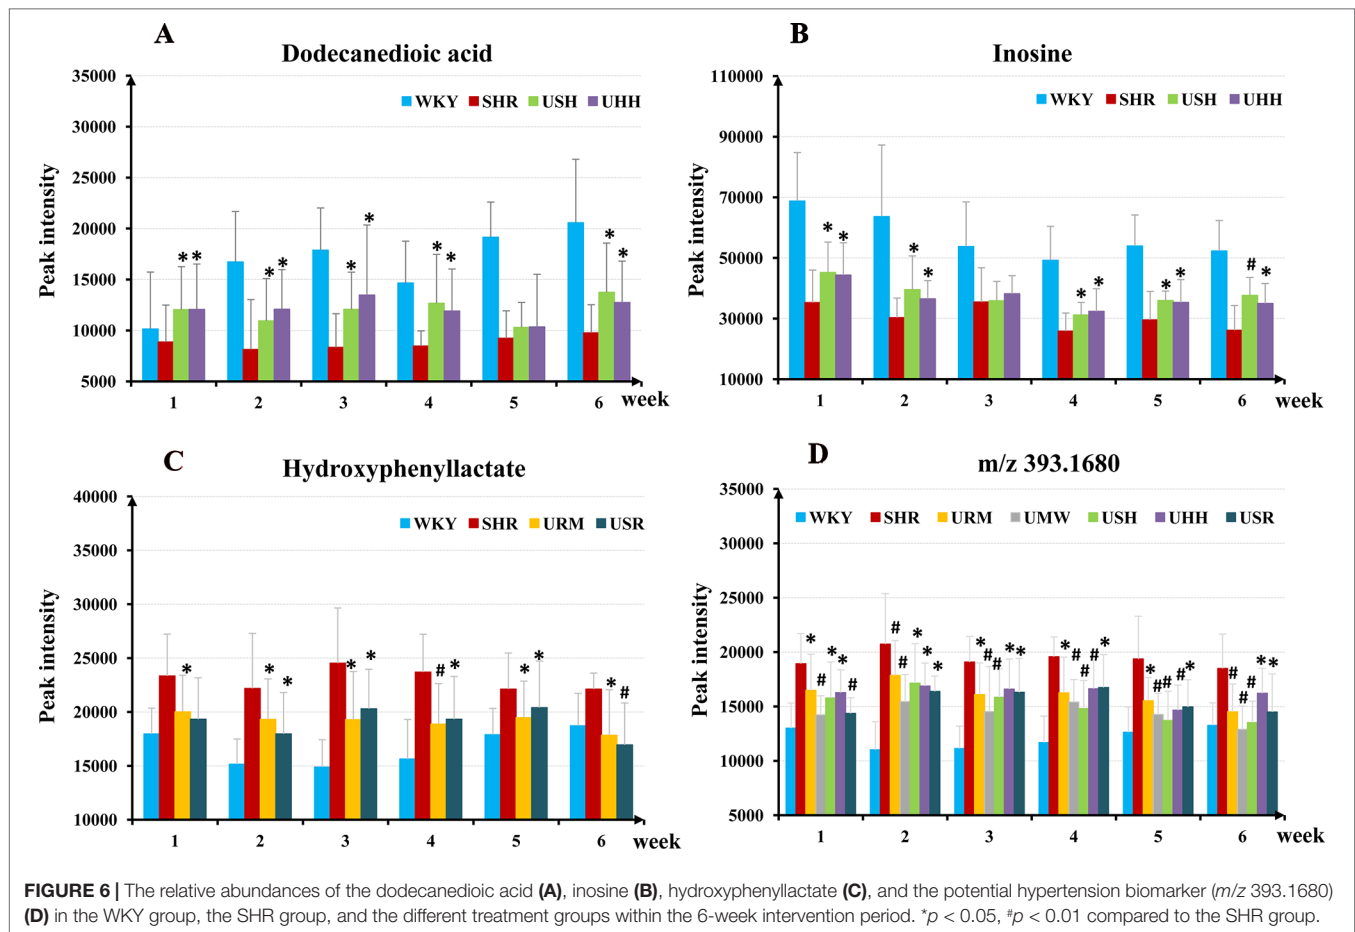 A
Dodecanedioic acid
35000
30000
25000
20000
15000
10000
5000
Peak intensity
WKY SHR USH UHH
* * * * * * * * * *
1 2 3 4 5 6 week
B
Inosine
110000
90000
70000
50000
30000
10000
Peak intensity
WKY SHR USH UHH
* * * * * * * * # *
1 2 3 4 5 6 week
C
Hydroxyphenyllactate
40000
35000
30000
25000
20000
15000
10000
Peak intensity
WKY SHR URM USR
* * * * * # * * * * #
1 2 3 4 5 6 week
D
m/z 393.1680
35000
30000
25000
20000
15000
10000
5000
Peak intensity
WKY SHR URM UMW USH UHH USR
* # * * # # # * * * * # # * * * # # # * * # # # * # # # * *
1 2 3 4 5 6 week
FIGURE 6 | The relative abundances of the dodecanedioic acid (A), inosine (B), hydroxyphenyllactate (C), and the potential hypertension biomarker (m/z 393.1680)
(D) in the WKY group, the SHR group, and the different treatment groups within the 6-week intervention period. *p < 0.05, #p < 0.01 compared to the SHR group.